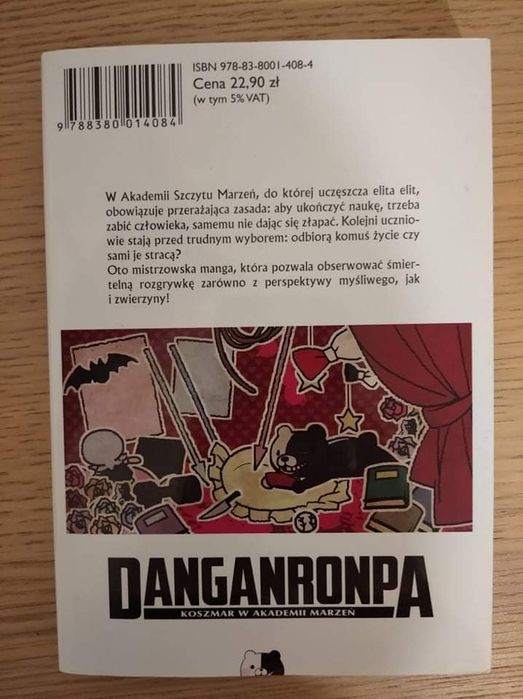 ISBN 978-83-8001-408-4
Cena 22,90 zł
(w tym 5% VAT)
9 788380 014084
W Akademii Szczytu Marzeń, do której uczęszcza elita elit,
obowiązuje przerażająca zasada: aby ukończyć naukę, trzeba
zabić człowieka, samemu nie dając się złapać. Kolejni ucznio-
wie stają przed trudnym wyborem: odbiorą komuś życie czy
sami je stracą?
Oto mistrzowska manga, która pozwala obserwować śmier-
telną rozgrywkę zarówno z perspektywy myśliwego, jak
i zwierzyny!
DANGANRONPA
KOSZMAR W AKADEMII MARZEŃ